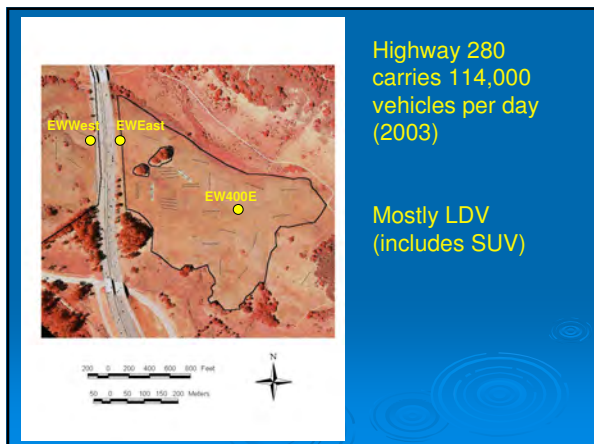 Highway 280
carries 114,000
vehicles per day
(2003)
Mostly LDV
(includes SUV)
EWWest
EWEast
EW400E
200 0 200 400 600 800 Feet
50 0 50 100 150 200 Meters
N